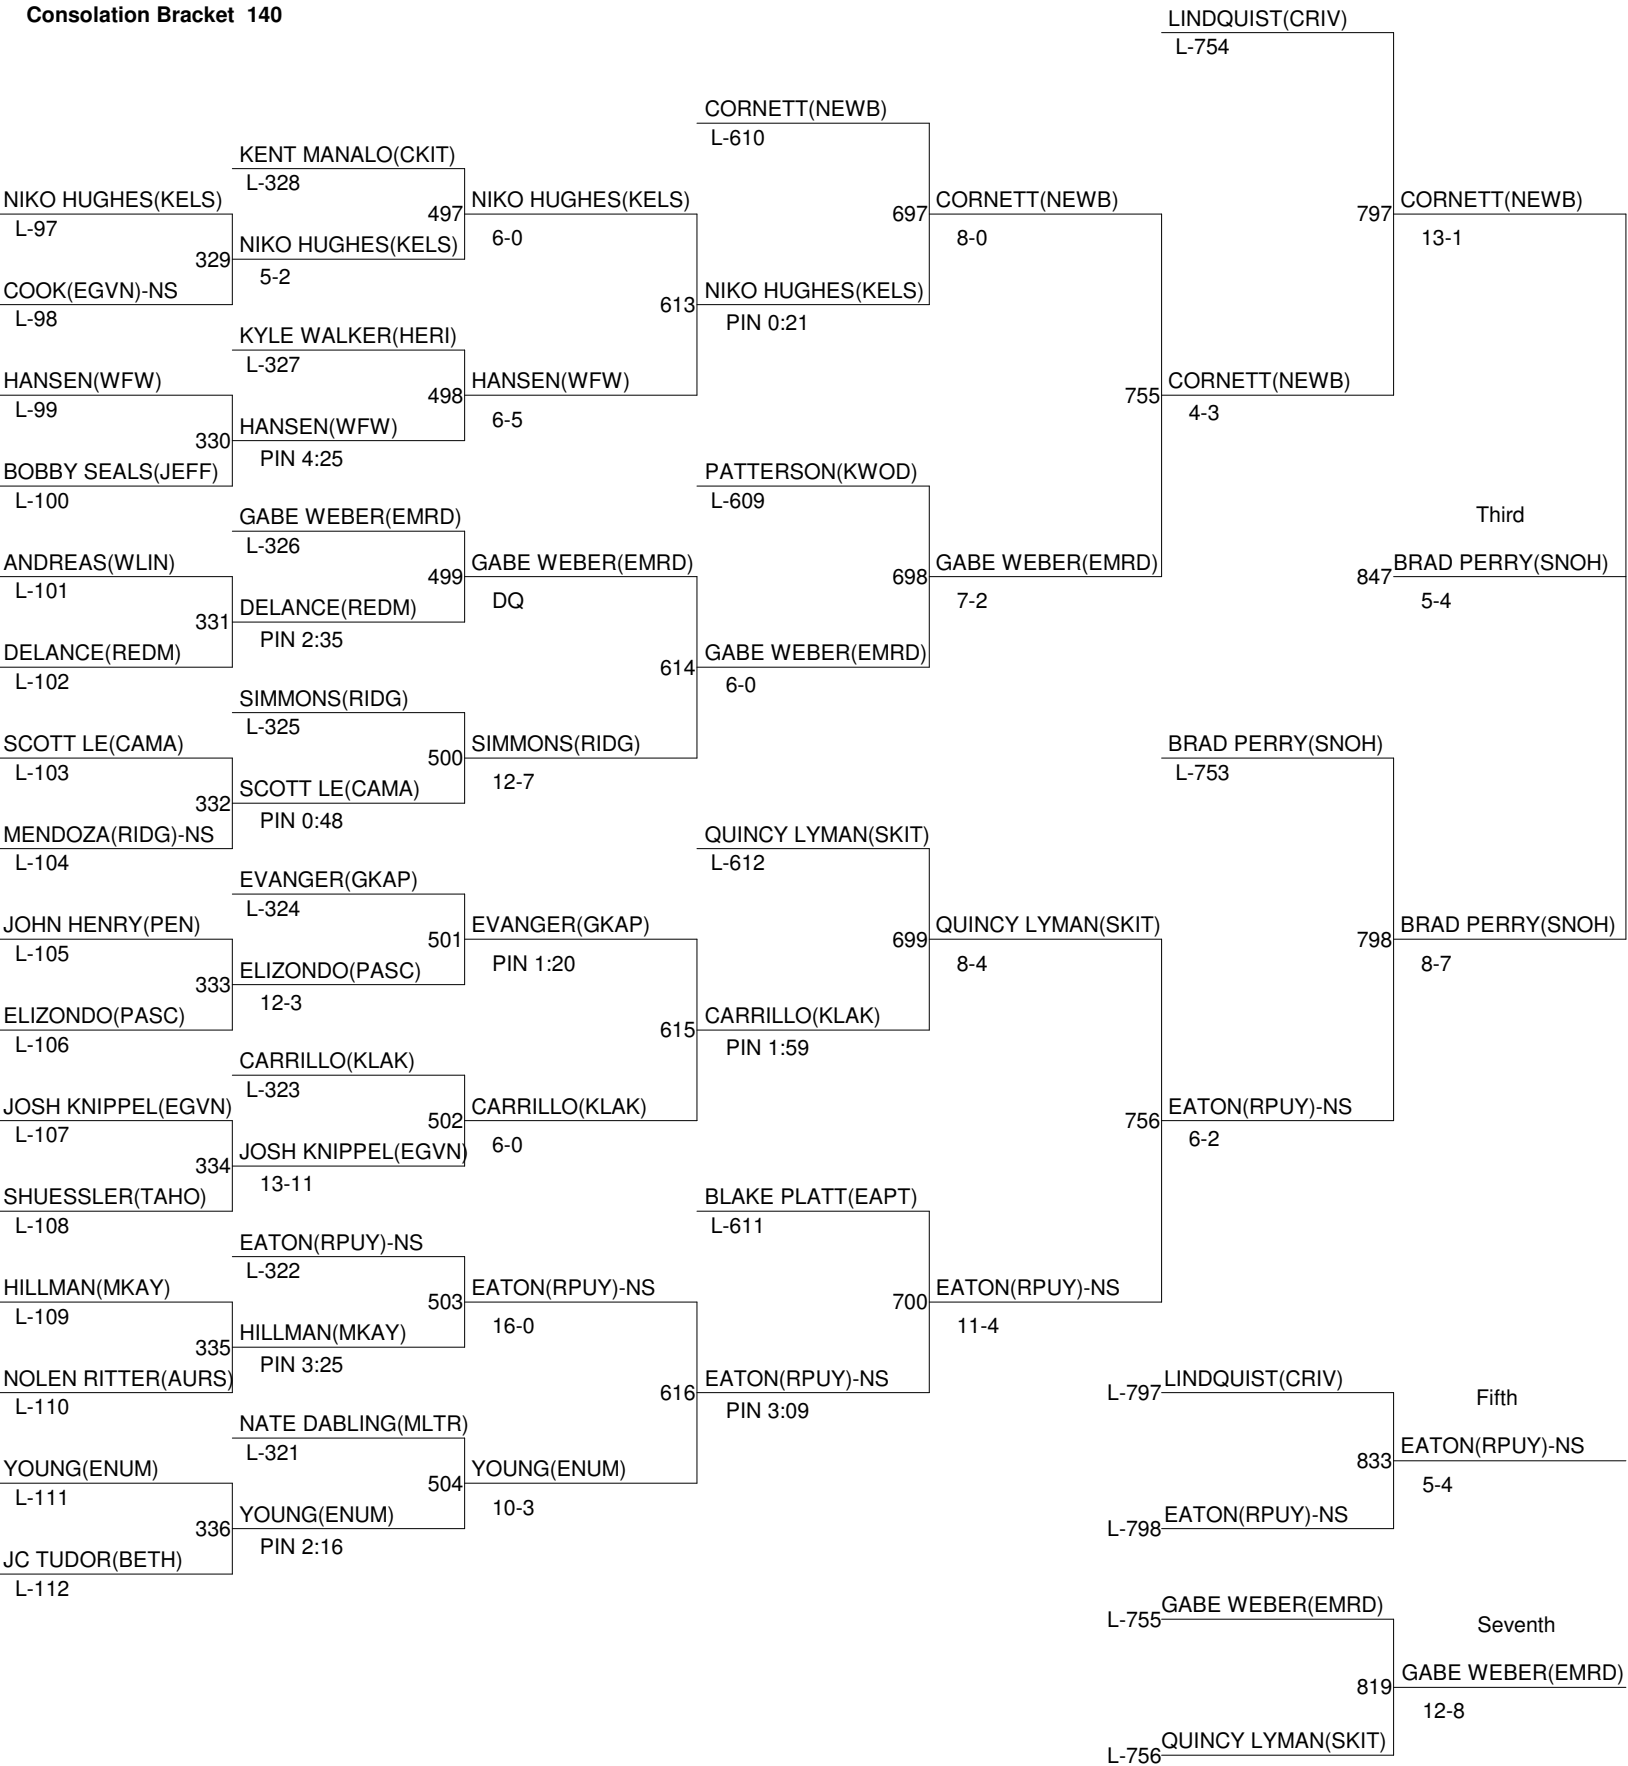 Consolation Bracket 140
LINDQUIST(CRIV)
L-754
CORNETT(NEWB)
L-610
KENT MANALO(CKIT)
L-328
NIKO HUGHES(KELS)
L-97
497
NIKO HUGHES(KELS)
6-0
697
CORNETT(NEWB)
8-0
797
CORNETT(NEWB)
13-1
329
NIKO HUGHES(KELS)
5-2
COOK(EGVN)-NS
L-98
613
NIKO HUGHES(KELS)
PIN 0:21
KYLE WALKER(HERI)
L-327
HANSEN(WFW)
L-99
498
HANSEN(WFW)
6-5
755
CORNETT(NEWB)
4-3
330
HANSEN(WFW)
PIN 4:25
BOBBY SEALS(JEFF)
L-100
PATTERSON(KWOD)
L-609
GABE WEBER(EMRD)
L-326
Third
ANDREAS(WLIN)
L-101
499
GABE WEBER(EMRD)
DQ
698
GABE WEBER(EMRD)
7-2
847
BRAD PERRY(SNOH)
5-4
331
DELANCE(REDM)
PIN 2:35
DELANCE(REDM)
L-102
614
GABE WEBER(EMRD)
6-0
SIMMONS(RIDG)
L-325
SCOTT LE(CAMA)
L-103
500
SIMMONS(RIDG)
12-7
BRAD PERRY(SNOH)
L-753
332
SCOTT LE(CAMA)
PIN 0:48
MENDOZA(RIDG)-NS
L-104
QUINCY LYMAN(SKIT)
L-612
EVANGER(GKAP)
L-324
JOHN HENRY(PEN)
L-105
501
EVANGER(GKAP)
PIN 1:20
699
QUINCY LYMAN(SKIT)
8-4
798
BRAD PERRY(SNOH)
8-7
333
ELIZONDO(PASC)
12-3
ELIZONDO(PASC)
L-106
615
CARRILLO(KLAK)
PIN 1:59
CARRILLO(KLAK)
L-323
JOSH KNIPPEL(EGVN)
L-107
502
CARRILLO(KLAK)
6-0
756
EATON(RPUY)-NS
6-2
334
JOSH KNIPPEL(EGVN)
13-11
SHUESSLER(TAHO)
L-108
BLAKE PLATT(EAPT)
L-611
EATON(RPUY)-NS
L-322
HILLMAN(MKAY)
L-109
503
EATON(RPUY)-NS
16-0
700
EATON(RPUY)-NS
11-4
335
HILLMAN(MKAY)
PIN 3:25
NOLEN RITTER(AURS)
L-110
616
EATON(RPUY)-NS
PIN 3:09
L-797
LINDQUIST(CRIV)
Fifth
NATE DABLING(MLTR)
L-321
YOUNG(ENUM)
L-111
504
YOUNG(ENUM)
10-3
833
EATON(RPUY)-NS
5-4
336
YOUNG(ENUM)
PIN 2:16
L-798
EATON(RPUY)-NS
JC TUDOR(BETH)
L-112
L-755
GABE WEBER(EMRD)
Seventh
819
GABE WEBER(EMRD)
12-8
L-756
QUINCY LYMAN(SKIT)